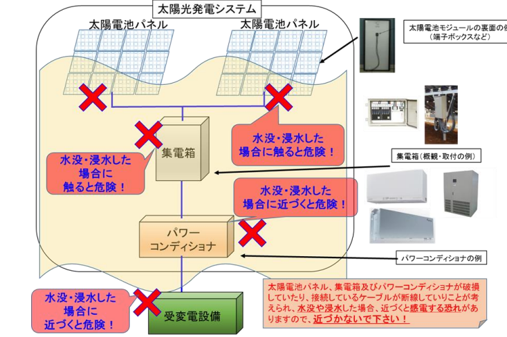 太陽光発電システム
太陽電池パネル
太陽電池パネル
太陽電池モジュールの裏面の例
(端子ボックスなど)
水没・浸水した
場合に触ると危険！
集電箱
水没・浸水した
場合に
触ると危険！
集電箱(概観・取付の例)
水没・浸水した
場合に近づくと危険！
パワー
コンディショナ
パワーコンディショナの例
水没・浸水した
場合に
近づくと危険！
受変電設備
太陽電池パネル、集電箱及びパワーコンディショナが破損
していたり、接続しているケーブルが断線していりことが考
えられ、水没や浸水した場合、近づくと感電する恐れがあ
りますので、近づかないで下さい！